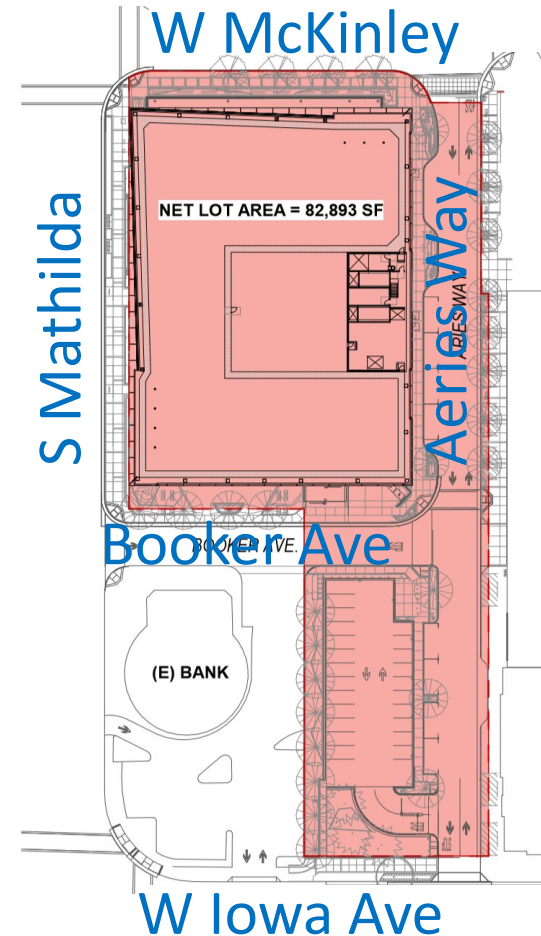 W McKinley
NET LOT AREA = 82,893 SF
S Mathilda
Aeries Way
ARIES WAY
Booker Ave
BOOKER AVE.
(E) BANK
W Iowa Ave